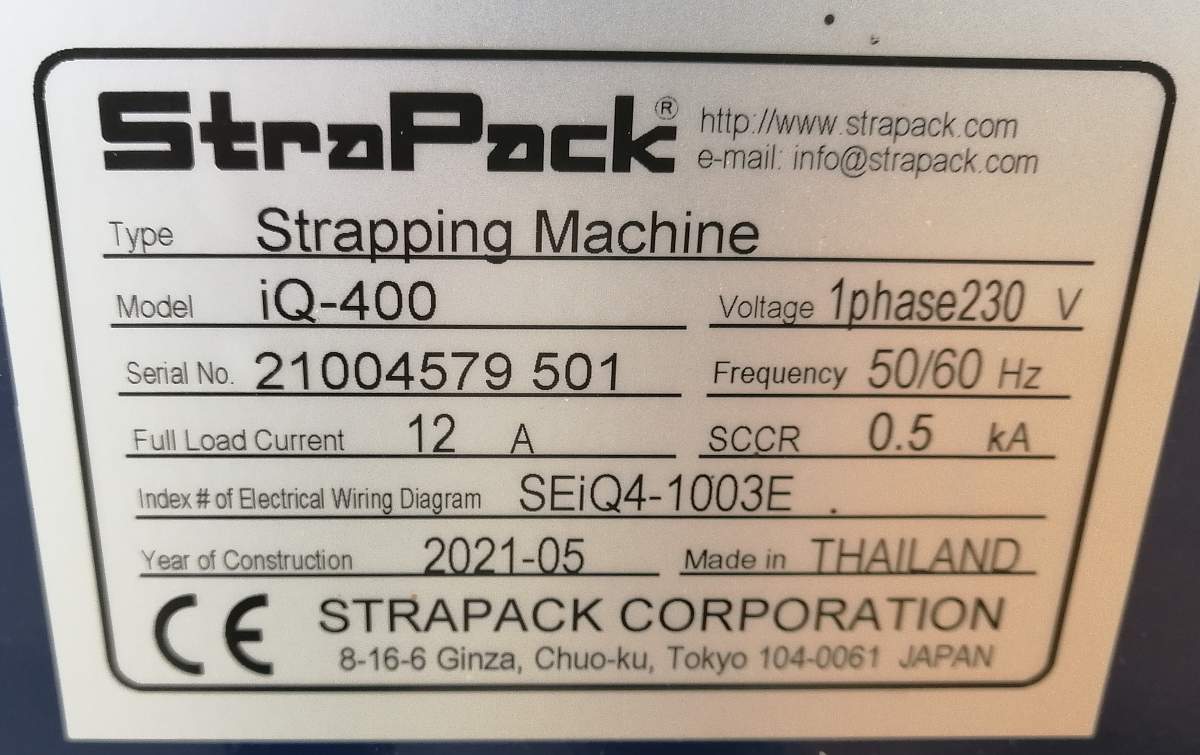 StraPack® http://www.strapack.com
e-mail: info@strapack.com
Type Strapping Machine
Model iQ-400 Voltage 1phase230 V
Serial No. 21004579 501 Frequency 50/60 Hz
Full Load Current 12 A SCCR 0.5 kA
Index # of Electrical Wiring Diagram SEiQ4-1003E .
Year of Construction 2021-05 Made in THAILAND
CE STRAPACK CORPORATION
8-16-6 Ginza, Chuo-ku, Tokyo 104-0061 JAPAN